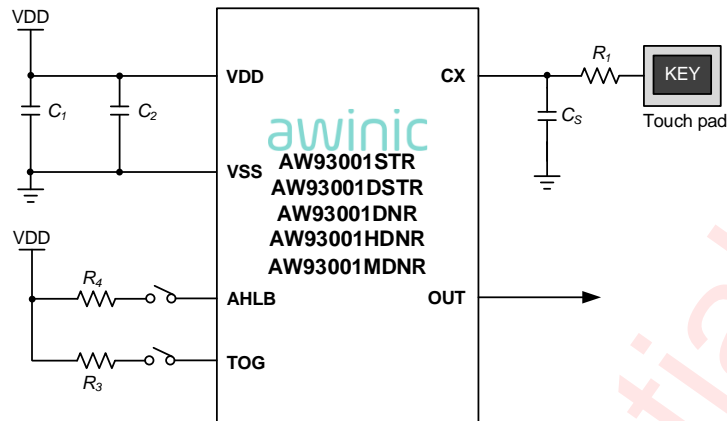 VDD
VDD
CX
R1
KEY
C1
C2
CS
Touch pad
awinic
VSS
AW93001STR
AW93001DSTR
AW93001DNR
AW93001HDNR
AW93001MDNR
VDD
R4
AHLB
OUT
R3
TOG